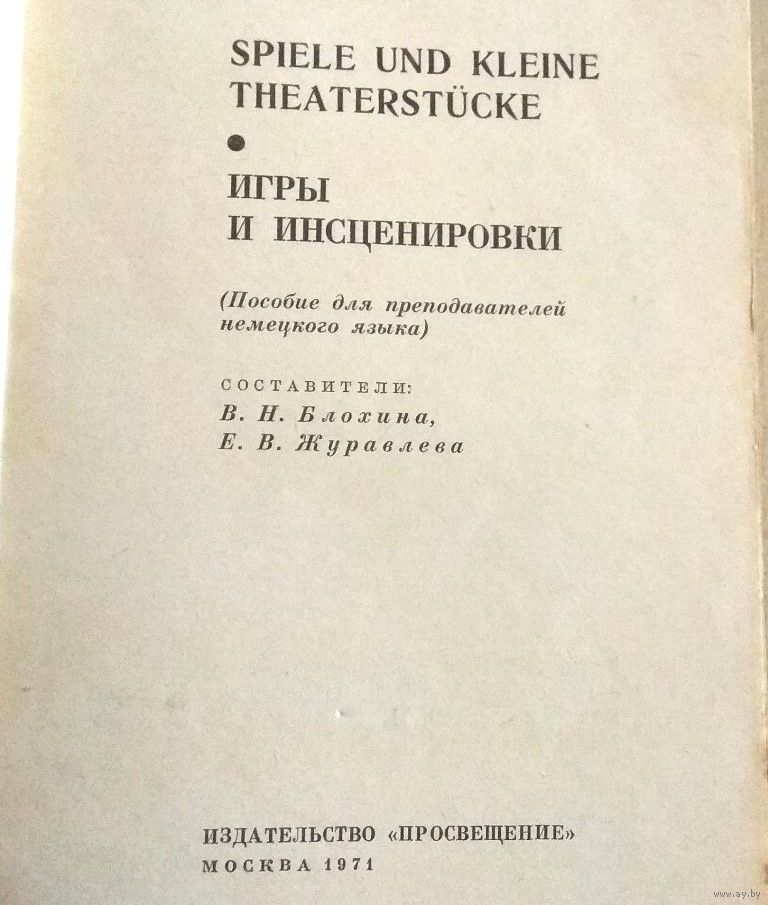 SPIELE UND KLEINE
THEATERSTÜCKE
●
ИГРЫ
И ИНСЦЕНИРОВКИ
(Пособие для преподавателей
немецкого языка)
СОСТАВИТЕЛИ:
В. Н. Блохина,
Е. В. Журавлева
ИЗДАТЕЛЬСТВО «ПРОСВЕЩЕНИЕ»
МОСКВА 1971
www.ay.by